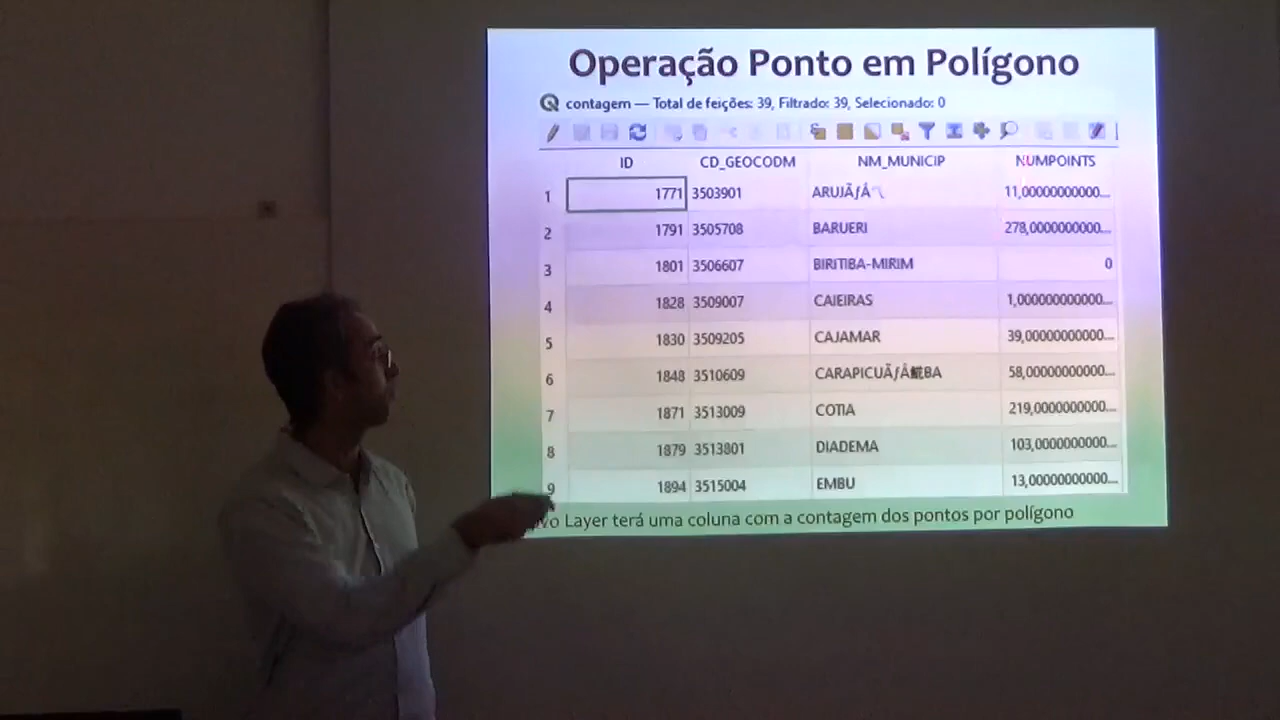 Operação Ponto em Polígono
contagem — Total de feições: 39, Filtrado: 39, Selecionado: 0
ID CD_GEOCODM NM_MUNICIP NUMPOINTS
1 1771 3503901 ARUJÃƒÂ 11,00000000000...
2 1791 3505708 BARUERI 278,0000000000...
3 1801 3506607 BIRITIBA-MIRIM 0
4 1828 3509007 CAIEIRAS 1,000000000000...
5 1830 3509205 CAJAMAR 39,00000000000...
6 1848 3510609 CARAPICUÃƒÂBA 58,00000000000...
7 1871 3513009 COTIA 219,0000000000...
8 1879 3513801 DIADEMA 103,0000000000...
9 1894 3515004 EMBU 13,00000000000...
Layer terá uma coluna com a contagem dos pontos por polígono